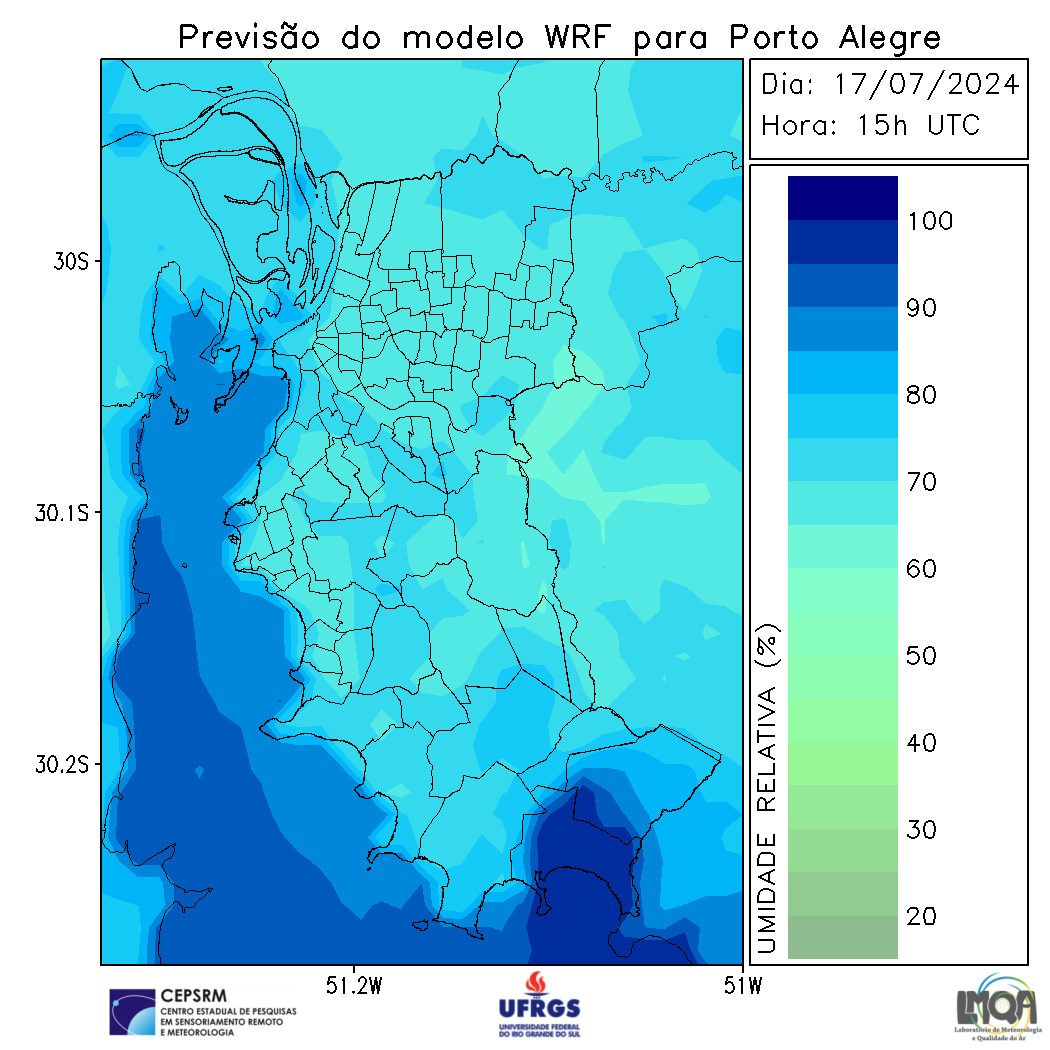 Previsão do modelo WRF para Porto Alegre
Dia: 17/07/2024
Hora: 15h UTC
30S
30.1S
30.2S
51.2W
51W
UMIDADE RELATIVA (%)
100
90
80
70
60
50
40
30
20
CEPSRM
CENTRO ESTADUAL DE PESQUISAS
EM SENSORIAMENTO REMOTO
E METEOROLOGIA
UFRGS
UNIVERSIDADE FEDERAL
DO RIO GRANDE DO SUL
LMQA
Laboratório de Meteorologia
e Qualidade do Ar